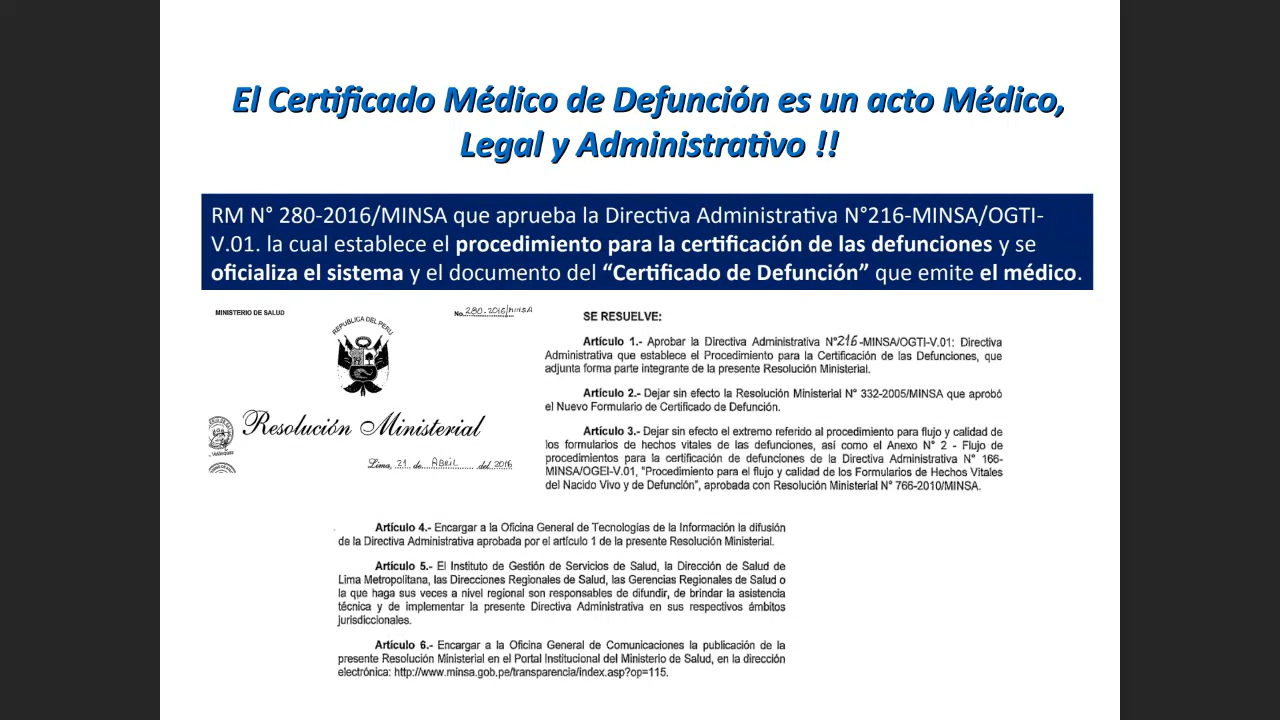 El Certificado Médico de Defunción es un acto Médico,
Legal y Administrativo !!
RM N° 280-2016/MINSA que aprueba la Directiva Administrativa N°216-MINSA/OGTI-
V.01. la cual establece el procedimiento para la certificación de las defunciones y se
oficializa el sistema y el documento del “Certificado de Defunción” que emite el médico.
MINISTERIO DE SALUD
No. 280-2016/MINSA
REPUBLICA DEL PERU
Resolución Ministerial
Lima, 21 de ABRIL del 2016
SE RESUELVE:
Artículo 1.- Aprobar la Directiva Administrativa N°216-MINSA/OGTI-V.01: Directiva
Administrativa que establece el Procedimiento para la Certificación de las Defunciones, que
adjunta forma parte integrante de la presente Resolución Ministerial.
Artículo 2.- Dejar sin efecto la Resolución Ministerial N° 332-2005/MINSA que aprobó
el Nuevo Formulario de Certificado de Defunción.
Artículo 3.- Dejar sin efecto el extremo referido al procedimiento para flujo y calidad de
los formularios de hechos vitales de las defunciones, así como el Anexo N° 2 - Flujo de
procedimientos para la certificación de defunciones de la Directiva Administrativa N° 166-
MINSA/OGEI-V.01, "Procedimiento para el flujo y calidad de los Formularios de Hechos Vitales
del Nacido Vivo y de Defunción", aprobada con Resolución Ministerial N° 766-2010/MINSA.
Artículo 4.- Encargar a la Oficina General de Tecnologías de la Información la difusión
de la Directiva Administrativa aprobada por el artículo 1 de la presente Resolución Ministerial.
Artículo 5.- El Instituto de Gestión de Servicios de Salud, la Dirección de Salud de
Lima Metropolitana, las Direcciones Regionales de Salud, las Gerencias Regionales de Salud o
la que haga sus veces a nivel regional son responsables de difundir, de brindar la asistencia
técnica y de implementar la presente Directiva Administrativa en sus respectivos ámbitos
jurisdiccionales.
Artículo 6.- Encargar a la Oficina General de Comunicaciones la publicación de la
presente Resolución Ministerial en el Portal Institucional del Ministerio de Salud, en la dirección
electrónica: http://www.minsa.gob.pe/transparencia/index.asp?op=115.